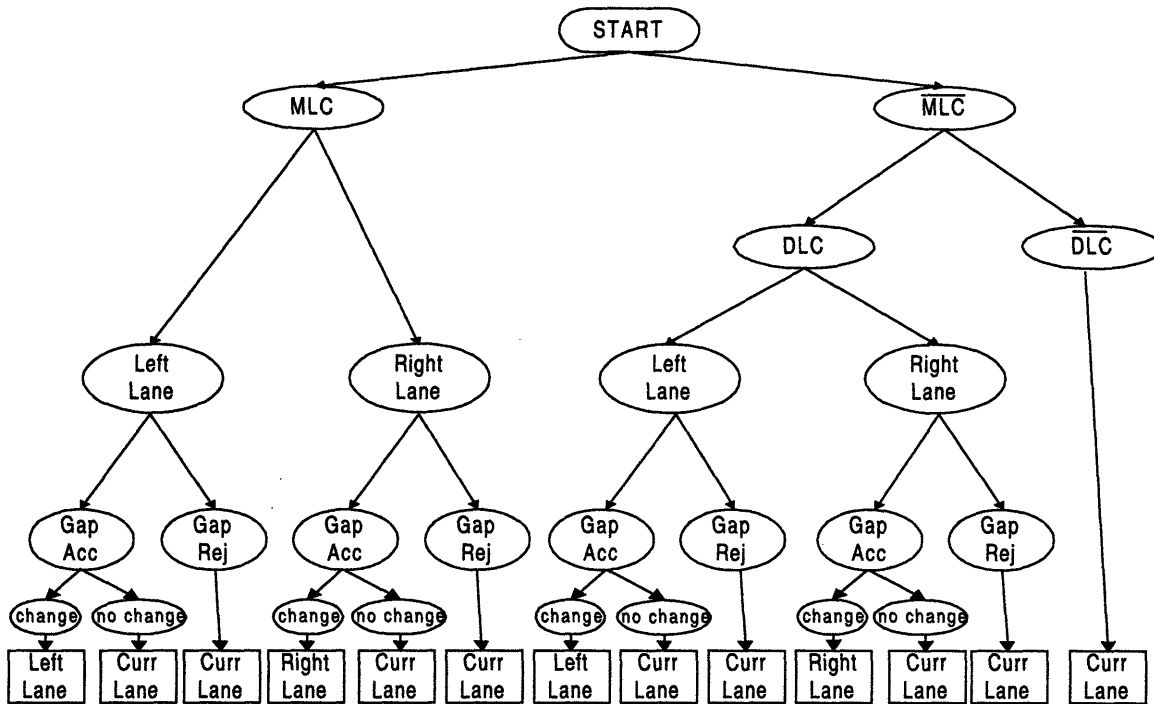 START
MLC
M̅L̅C̅
DLC
D̅L̅C̅
Left
Lane
Right
Lane
Left
Lane
Right
Lane
Gap
Acc
Gap
Rej
Gap
Acc
Gap
Rej
Gap
Acc
Gap
Rej
Gap
Acc
Gap
Rej
change
no change
change
no change
change
no change
change
no change
Left
Lane
Curr
Lane
Curr
Lane
Right
Lane
Curr
Lane
Curr
Lane
Left
Lane
Curr
Lane
Curr
Lane
Right
Lane
Curr
Lane
Curr
Lane
Curr
Lane